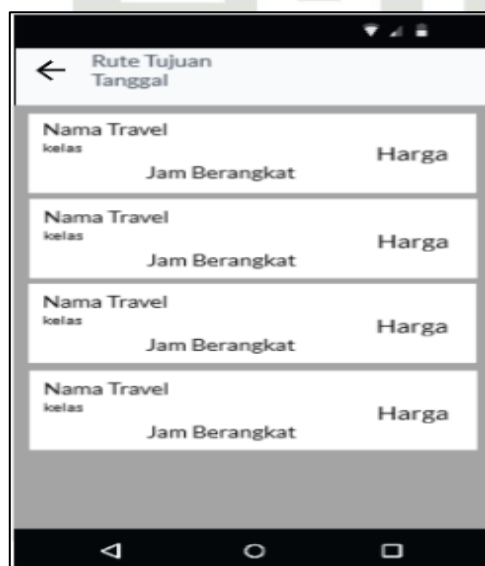 Rute Tujuan
Tanggal
Nama Travel
kelas
Harga
Jam Berangkat
Nama Travel
kelas
Harga
Jam Berangkat
Nama Travel
kelas
Harga
Jam Berangkat
Nama Travel
kelas
Harga
Jam Berangkat